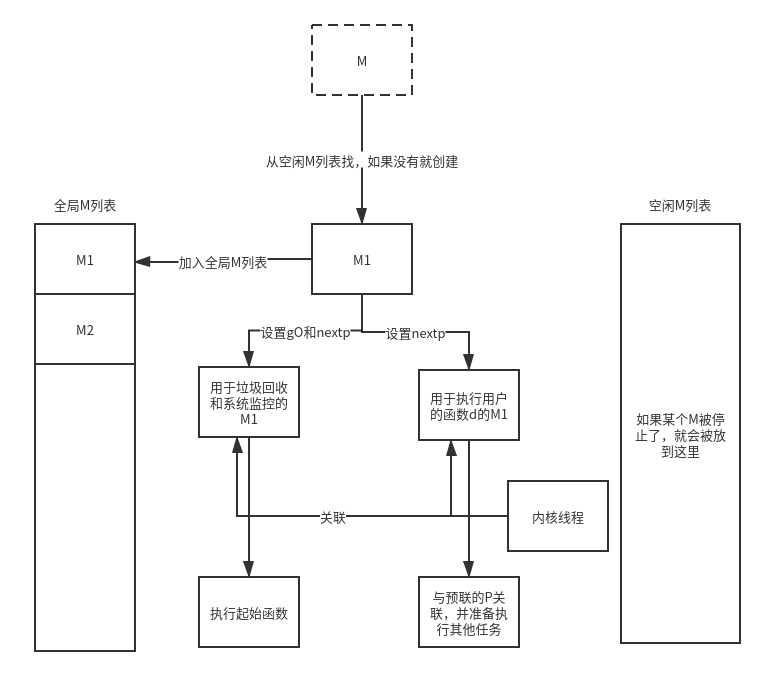 M
从空闲M列表找，如果没有就创建
全局M列表
空闲M列表
M1
加入全局M列表
M1
M2
设置gO和nextp
设置nextp
用于垃圾回收
和系统监控的
M1
用于执行用户
的函数d的M1
如果某个M被停
止了，就会被放
到这里
关联
内核线程
执行起始函数
与预联的P关
联，并准备执
行其他任务